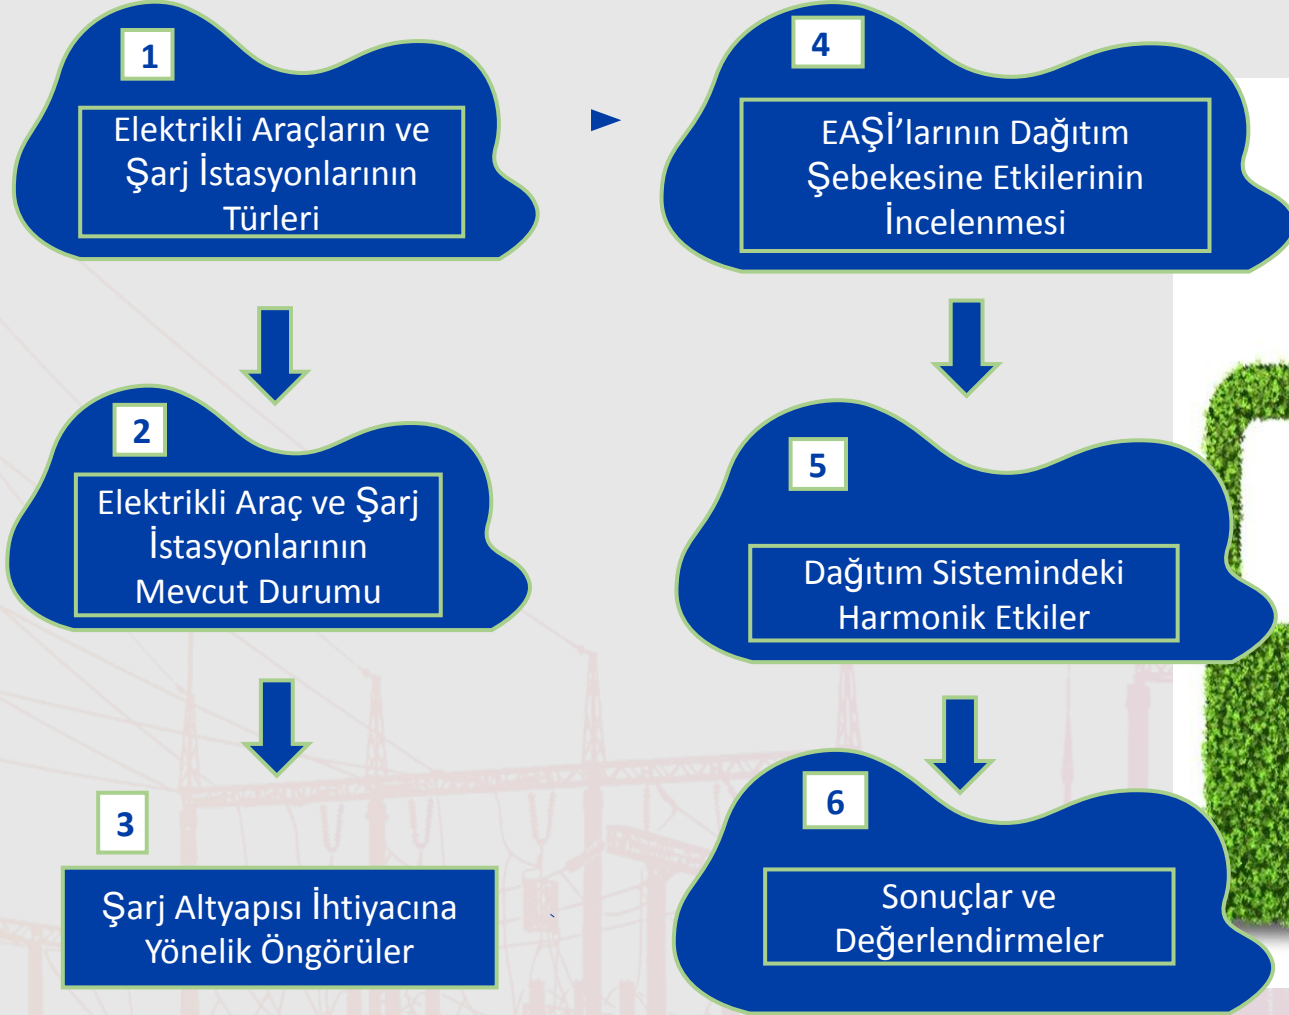 1
Elektrikli Araçların ve
Şarj İstasyonlarının
Türleri
2
Elektrikli Araç ve Şarj
İstasyonlarının
Mevcut Durumu
3
Şarj Altyapısı İhtiyacına
Yönelik Öngörüler
4
EAŞİ’larının Dağıtım
Şebekesine Etkilerinin
İncelenmesi
5
Dağıtım Sistemindeki
Harmonik Etkiler
6
Sonuçlar ve
Değerlendirmeler